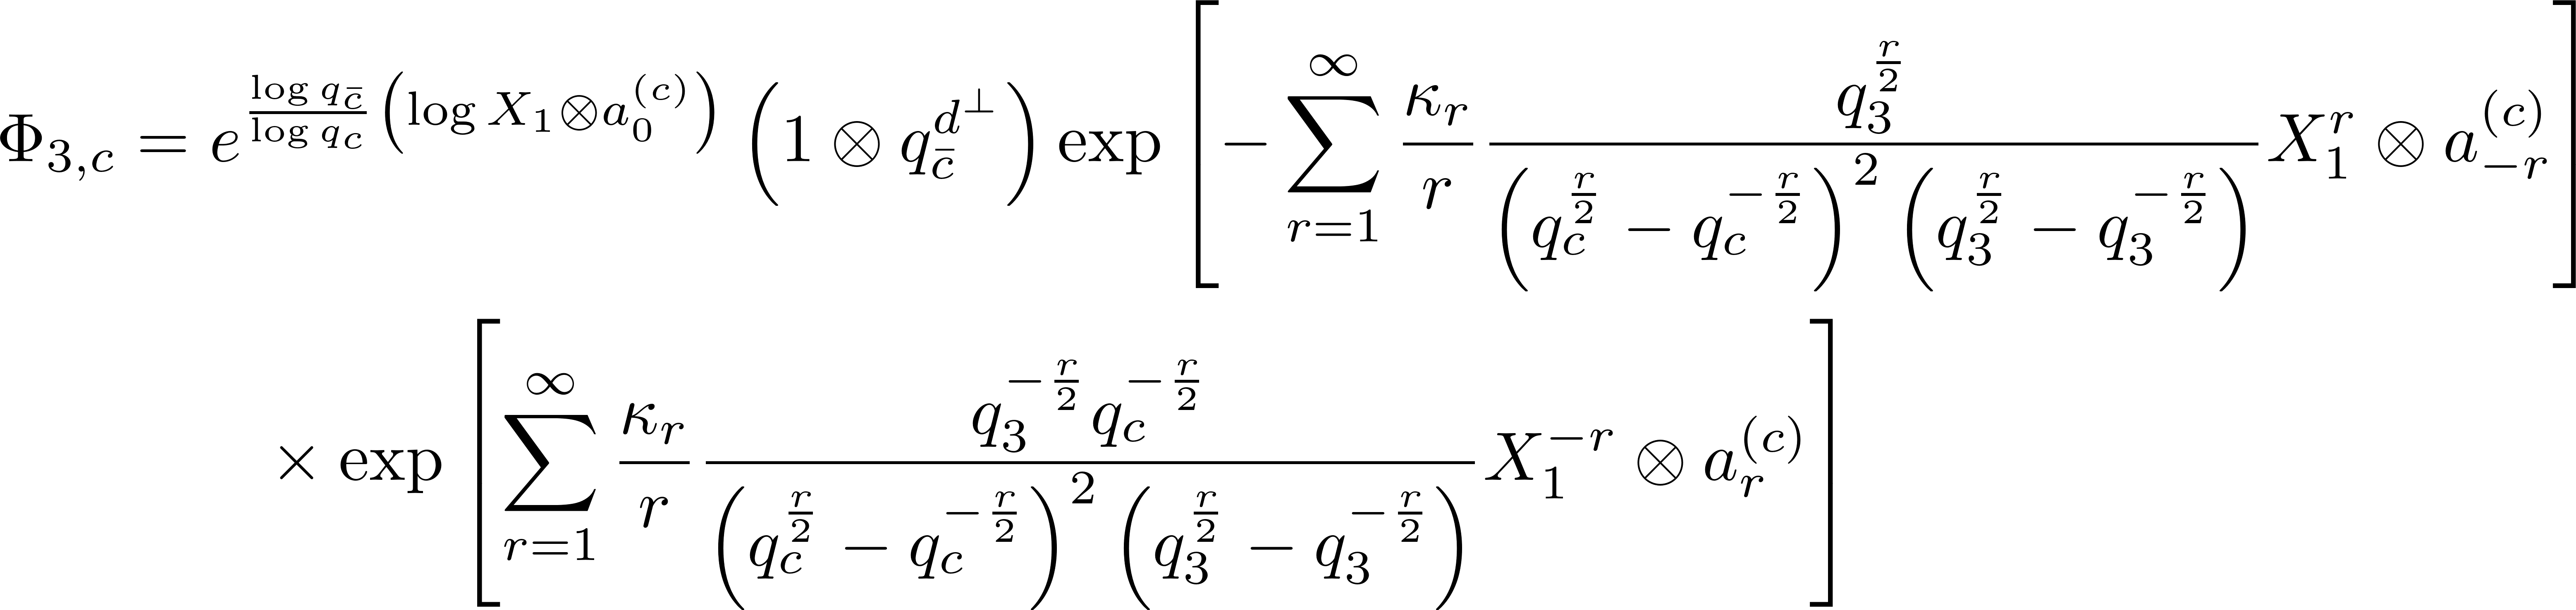 \Phi_{3,c} = e^{\frac{\log q_{\bar{c}}}{\log q_c} \left( \log X_1 \otimes a_0^{(c)} \right)} \left( 1 \otimes q_{\bar{c}}^{d^\perp} \right) \exp \left[ - \sum_{r=1}^{\infty} \frac{\kappa_r}{r} \frac{q_3^{\frac{r}{2}}}{\left( q_c^{\frac{r}{2}} - q_c^{-\frac{r}{2}} \right)^2 \left( q_3^{\frac{r}{2}} - q_3^{-\frac{r}{2}} \right)} X_1^r \otimes a_{-r}^{(c)} \right]
\times \exp \left[ \sum_{r=1}^{\infty} \frac{\kappa_r}{r} \frac{q_3^{-\frac{r}{2}} q_c^{-\frac{r}{2}}}{\left( q_c^{\frac{r}{2}} - q_c^{-\frac{r}{2}} \right)^2 \left( q_3^{\frac{r}{2}} - q_3^{-\frac{r}{2}} \right)} X_1^{-r} \otimes a_r^{(c)} \right]